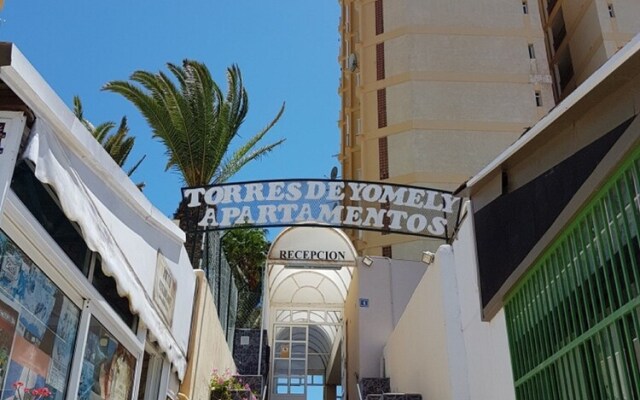 TORRES DE YOMELY
APARTAMENTOS
RECEPCION